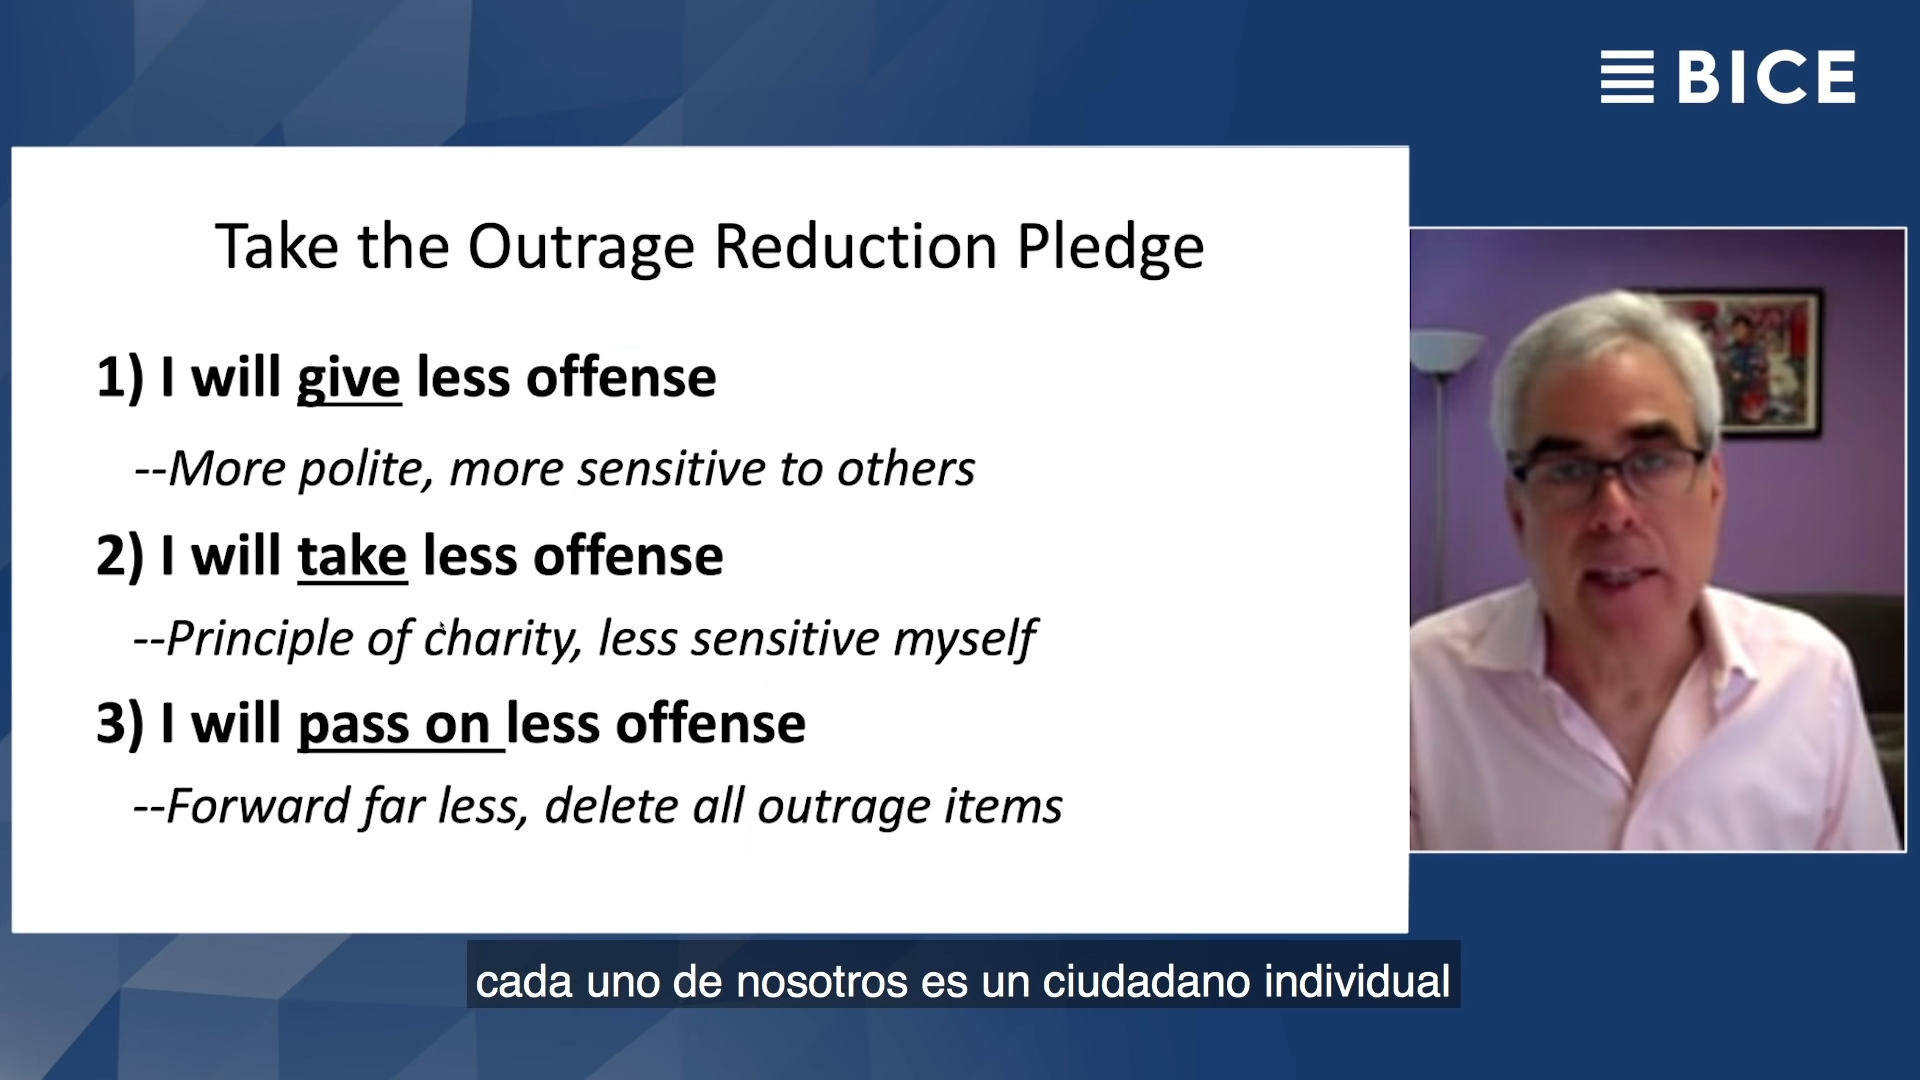 BICE
Take the Outrage Reduction Pledge
1) I will give less offense
--More polite, more sensitive to others
2) I will take less offense
--Principle of charity, less sensitive myself
3) I will pass on less offense
--Forward far less, delete all outrage items
cada uno de nosotros es un ciudadano individual